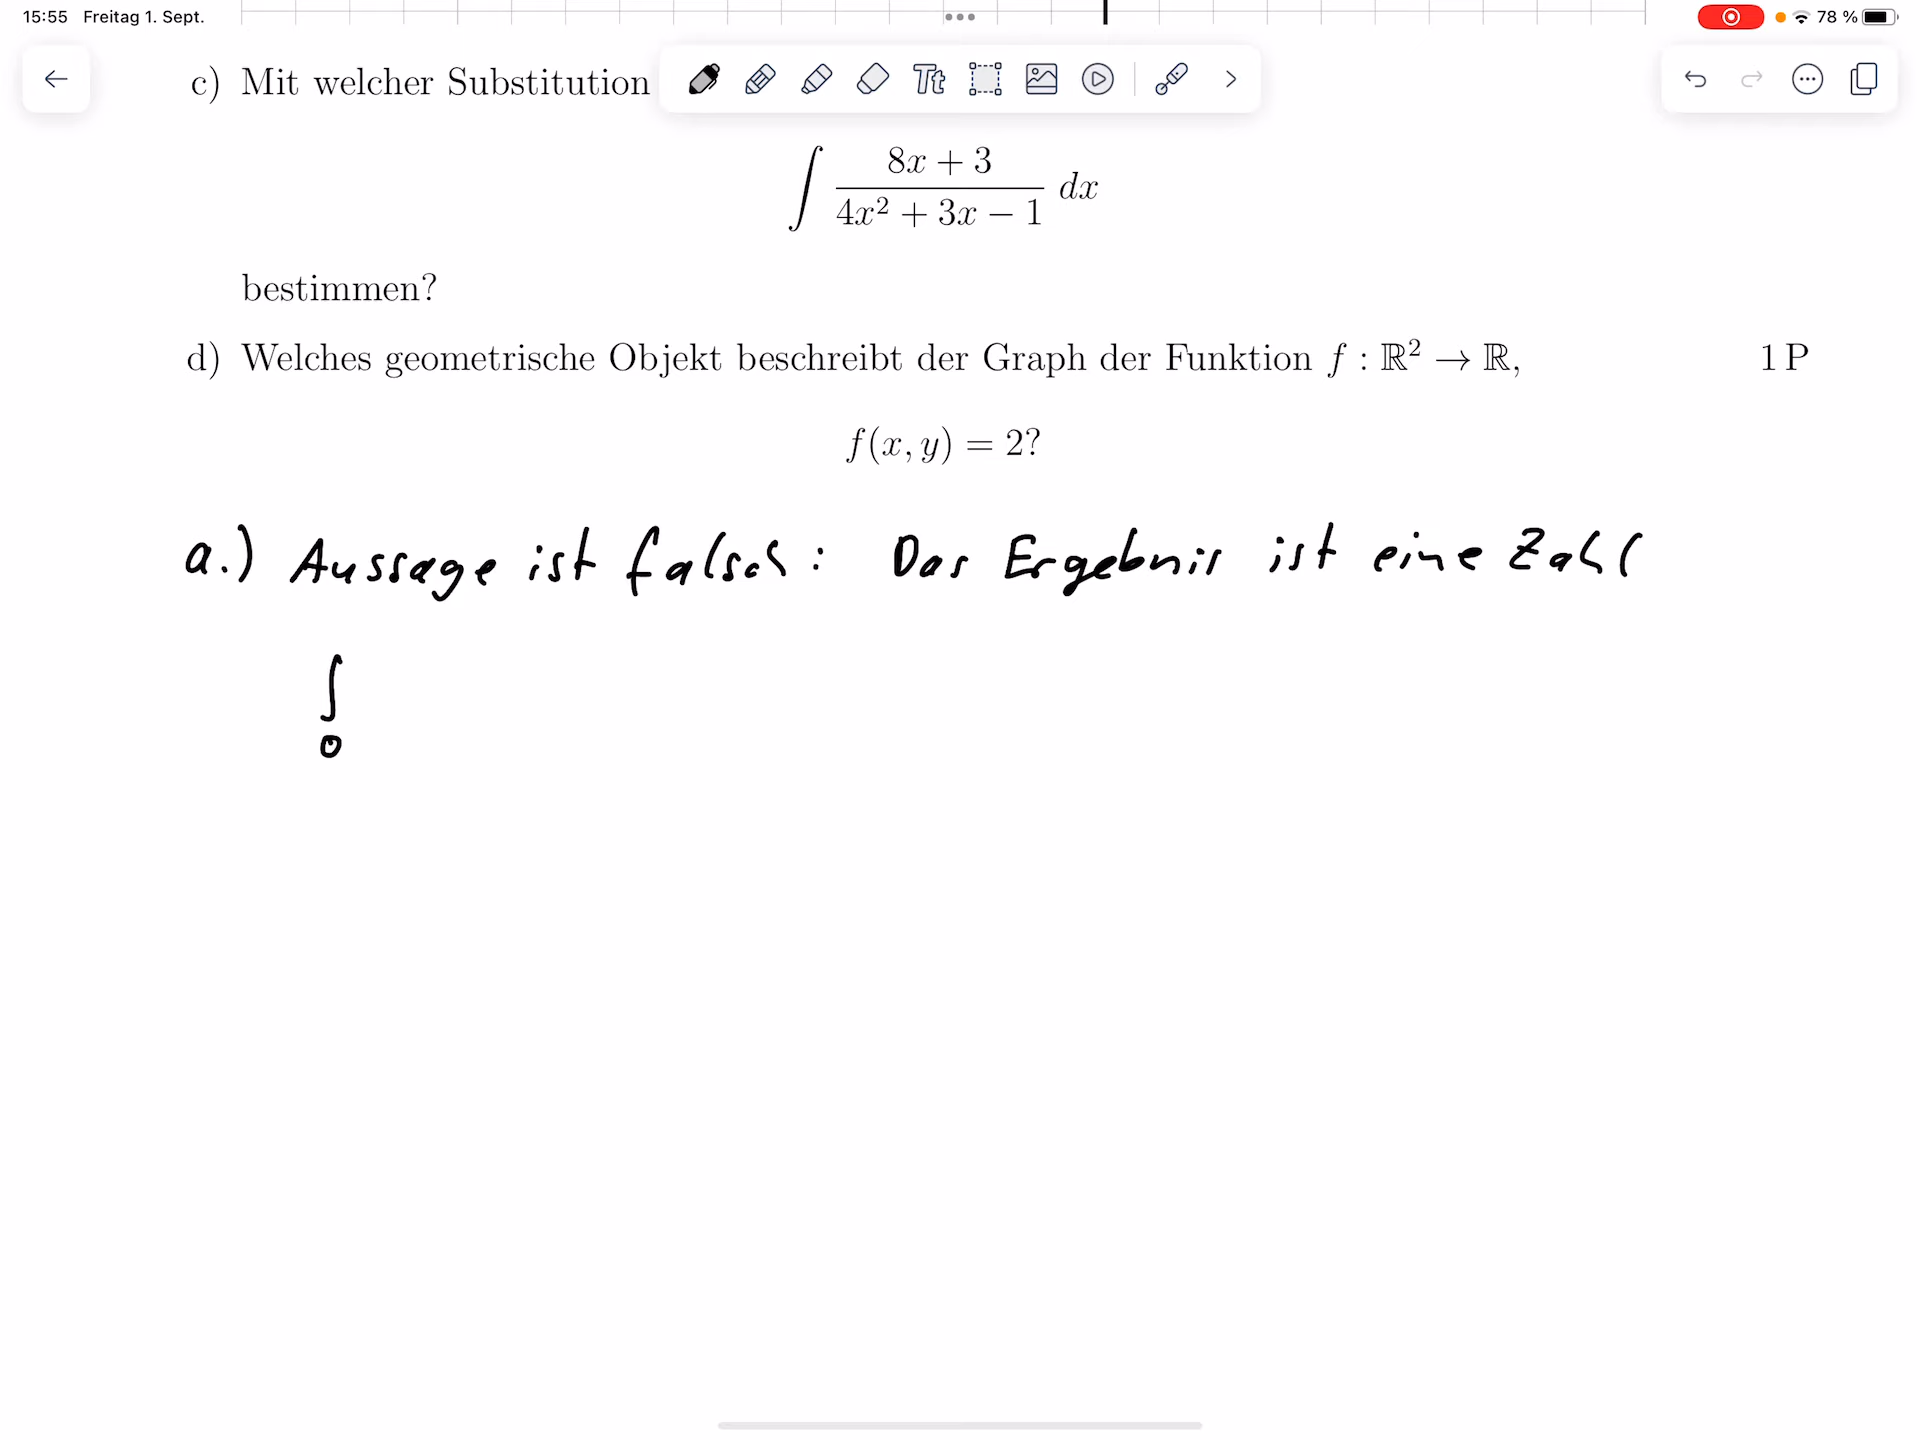 15:55 Freitag 1. Sept. 78 %
c) Mit welcher Substitution
Tt
∫ (8x + 3)/(4x² + 3x − 1) dx
bestimmen?
d) Welches geometrische Objekt beschreibt der Graph der Funktion f : ℝ² → ℝ, 1 P
f(x, y) = 2?
a.) Aussage ist falsch: Das Ergebnis ist eine Zahl
∫
0